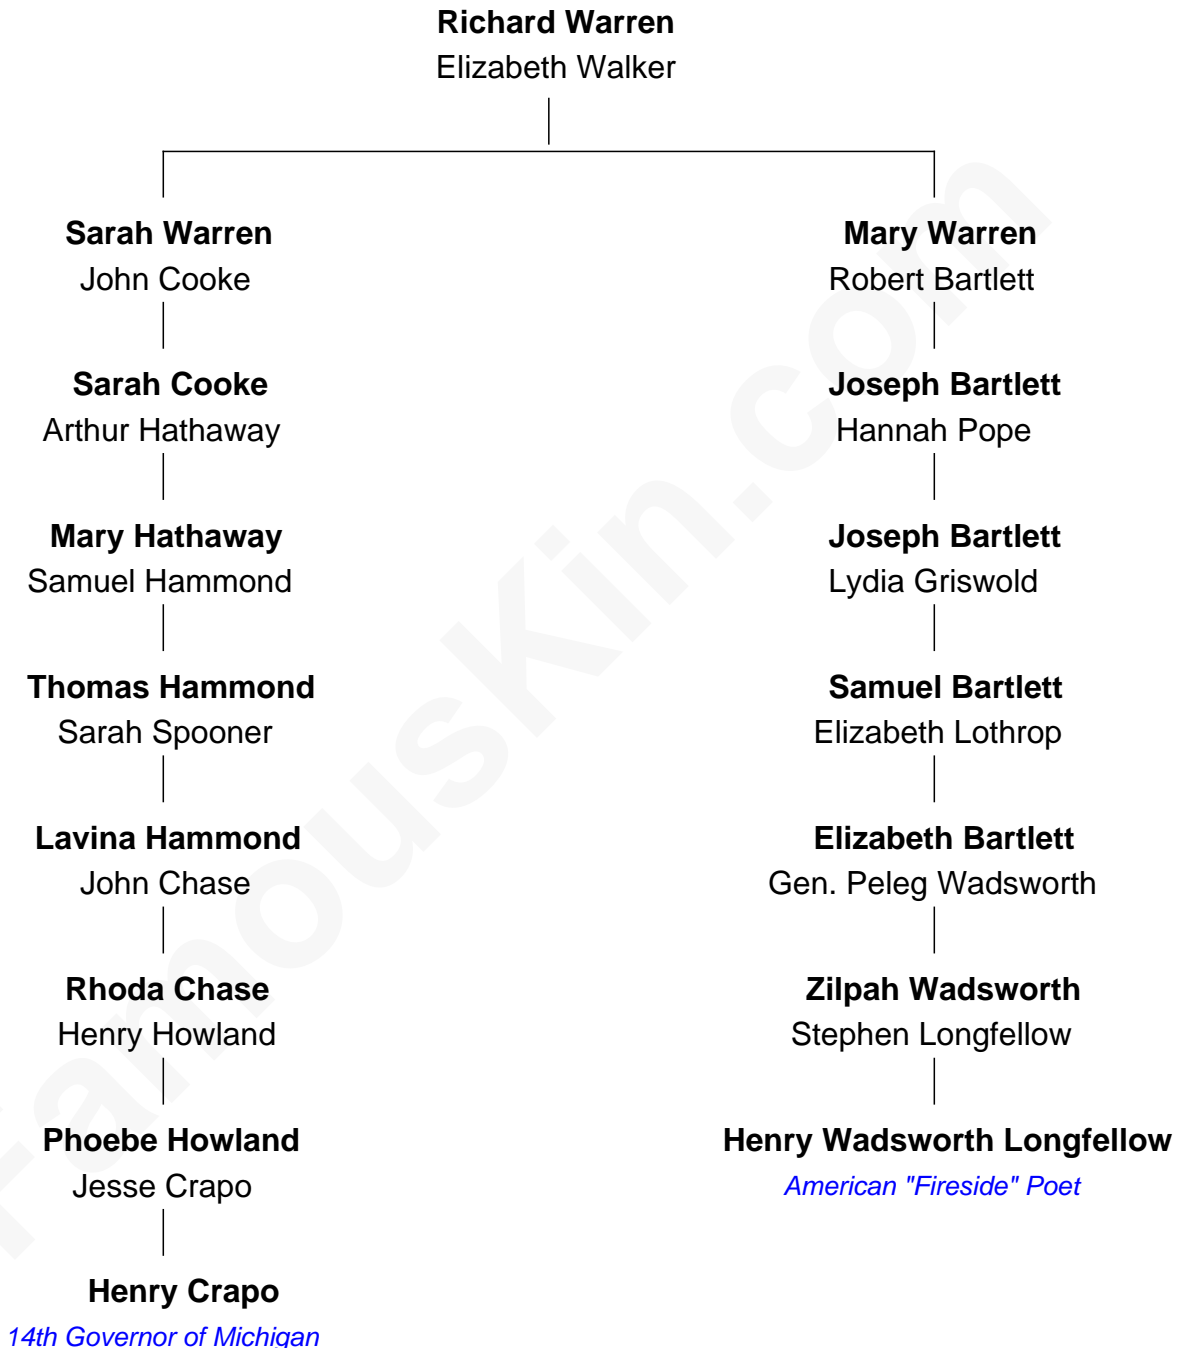 Richard Warren
Elizabeth Walker
Sarah Warren
John Cooke
Mary Warren
Robert Bartlett
Sarah Cooke
Arthur Hathaway
Joseph Bartlett
Hannah Pope
Mary Hathaway
Samuel Hammond
Joseph Bartlett
Lydia Griswold
Thomas Hammond
Sarah Spooner
Samuel Bartlett
Elizabeth Lothrop
Lavina Hammond
John Chase
Elizabeth Bartlett
Gen. Peleg Wadsworth
Rhoda Chase
Henry Howland
Zilpah Wadsworth
Stephen Longfellow
Phoebe Howland
Jesse Crapo
Henry Wadsworth Longfellow
American "Fireside" Poet
Henry Crapo
14th Governor of Michigan
FamousKin.com